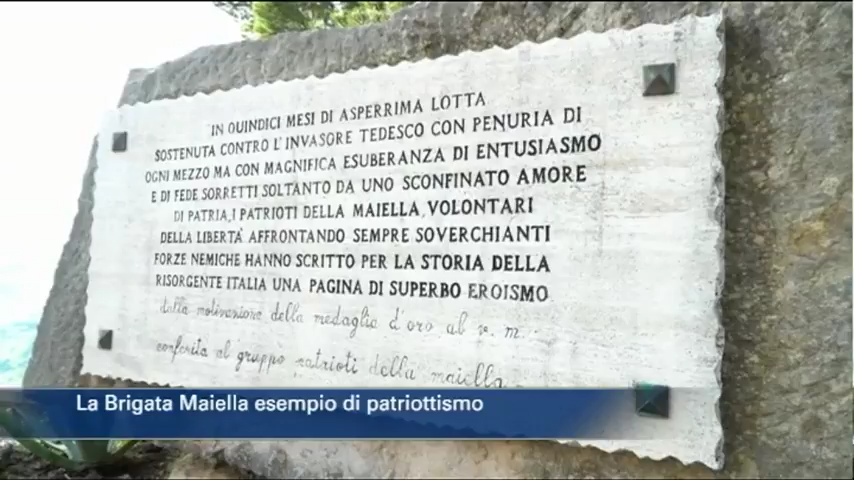 IN QUINDICI MESI DI ASPERRIMA LOTTA
SOSTENUTA CONTRO L'INVASORE TEDESCO CON PENURIA DI
OGNI MEZZO MA CON MAGNIFICA ESUBERANZA DI ENTUSIASMO
E DI FEDE SORRETTI SOLTANTO DA UNO SCONFINATO AMORE
DI PATRIA, I PATRIOTI DELLA MAIELLA, VOLONTARI
DELLA LIBERTÀ AFFRONTANDO SEMPRE SOVERCHIANTI
FORZE NEMICHE HANNO SCRITTO PER LA STORIA DELLA
RISORGENTE ITALIA UNA PAGINA DI SUPERBO EROISMO
dalla motivazione della medaglia d'oro al v. m.
conferita al gruppo patrioti della maiella
La Brigata Maiella esempio di patriottismo